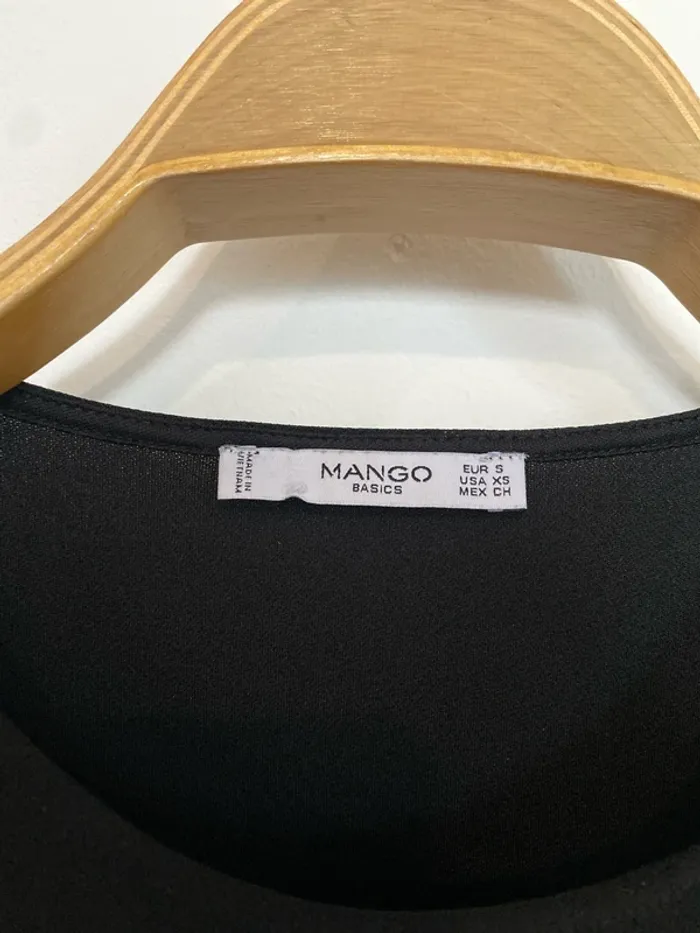 MADE IN
VIETNAM
MANGO
BASICS
EUR S
USA XS
MEX CH